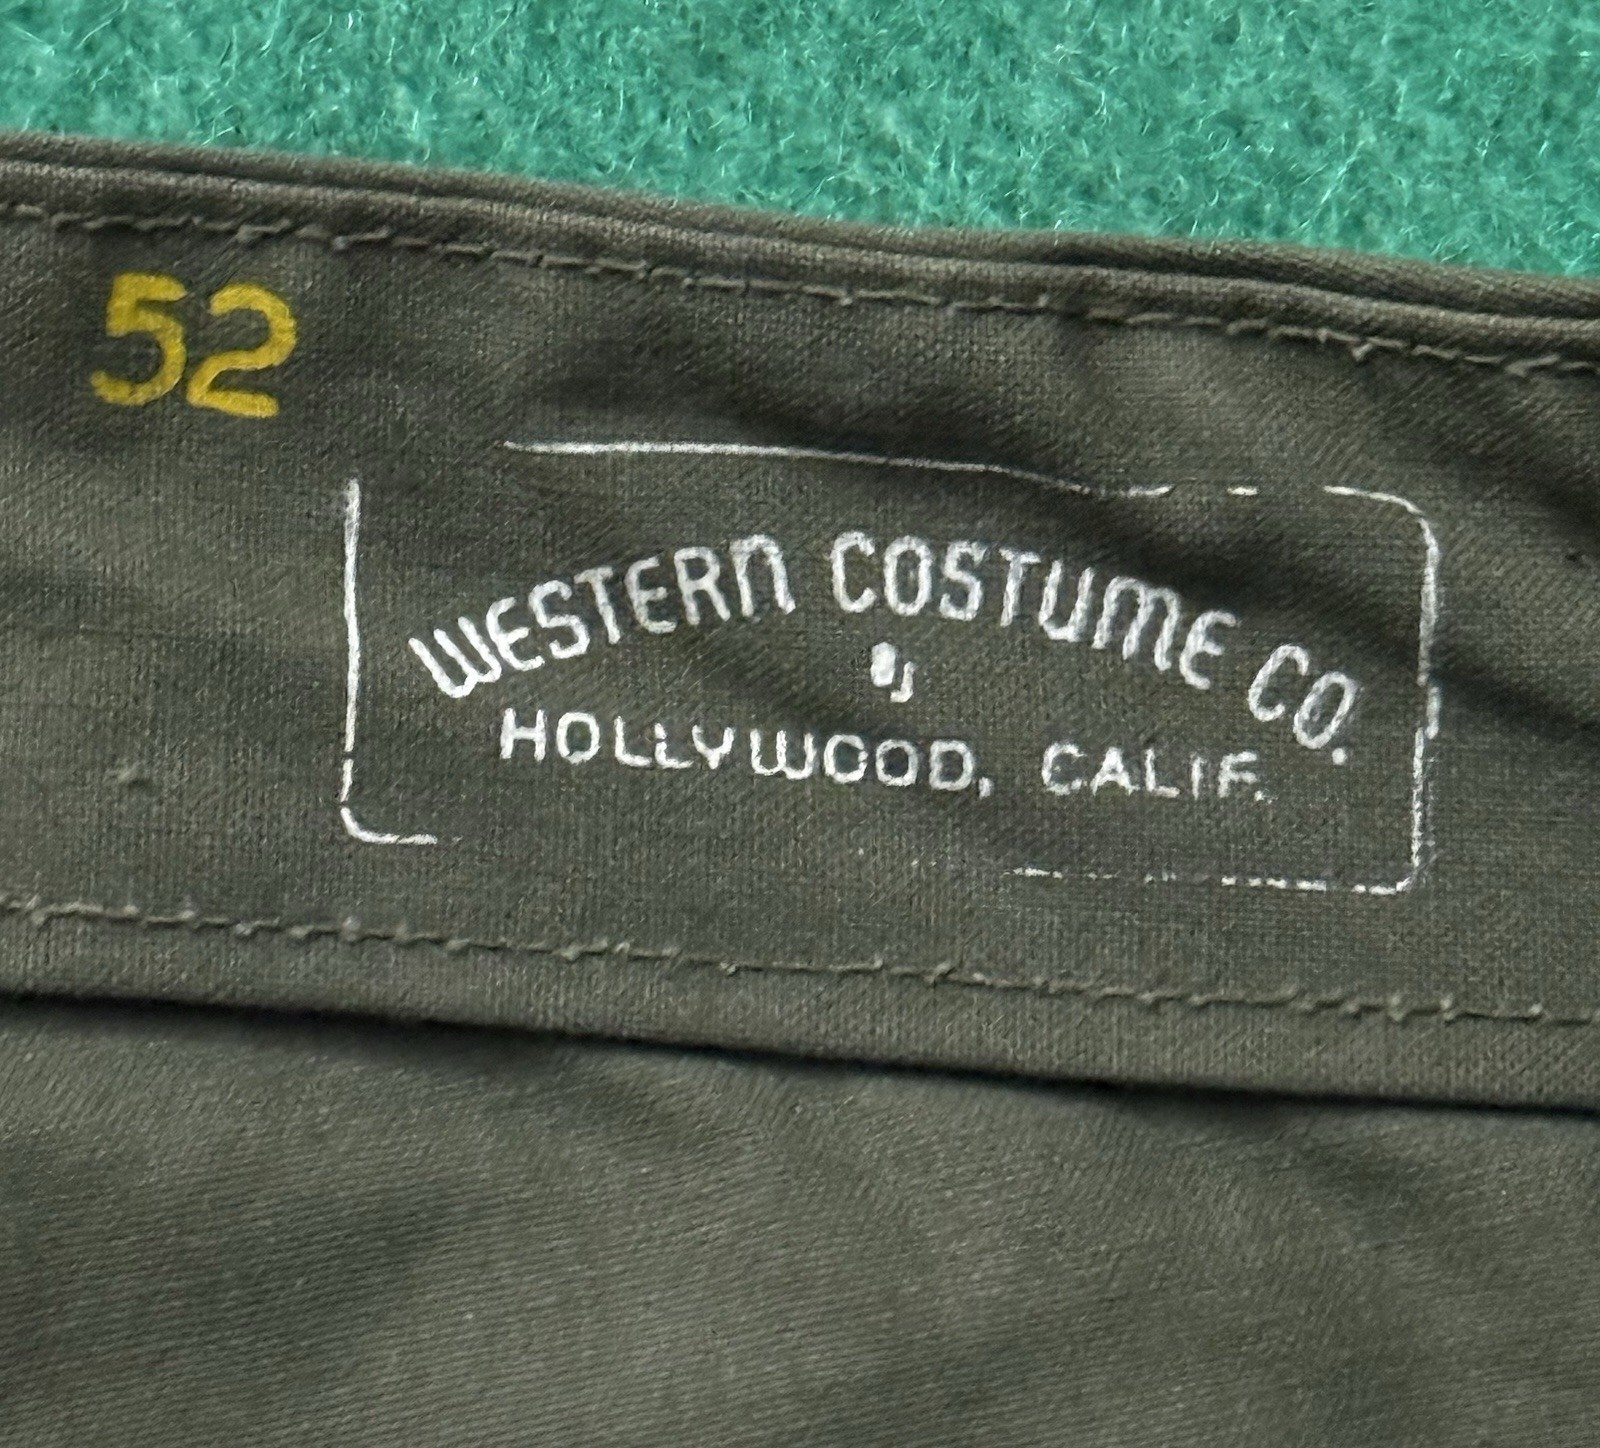 52
WESTERN COSTUME CO.
HOLLYWOOD, CALIF.